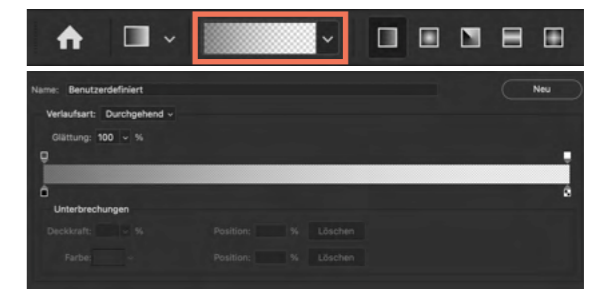 Name: Benutzerdefiniert Neu
Verlaufsart: Durchgehend
Glättung: 100 %
Unterbrechungen
Deckkraft: % Position: % Löschen
Farbe: Position: % Löschen